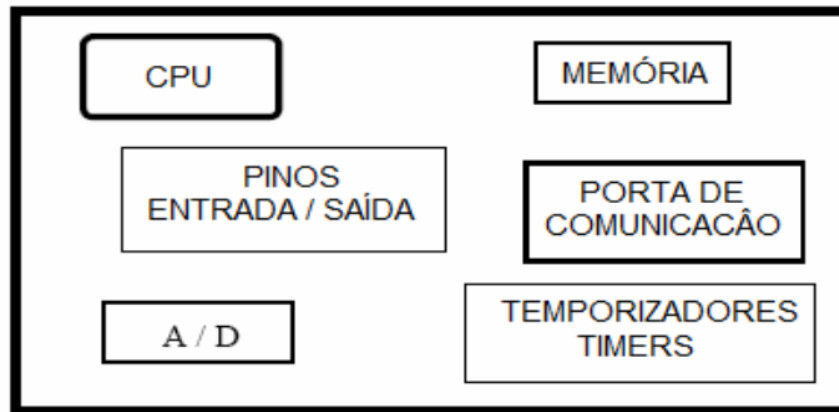 CPU
MEMÓRIA
PINOS
ENTRADA / SAÍDA
PORTA DE
COMUNICACÂO
A / D
TEMPORIZADORES
TIMERS